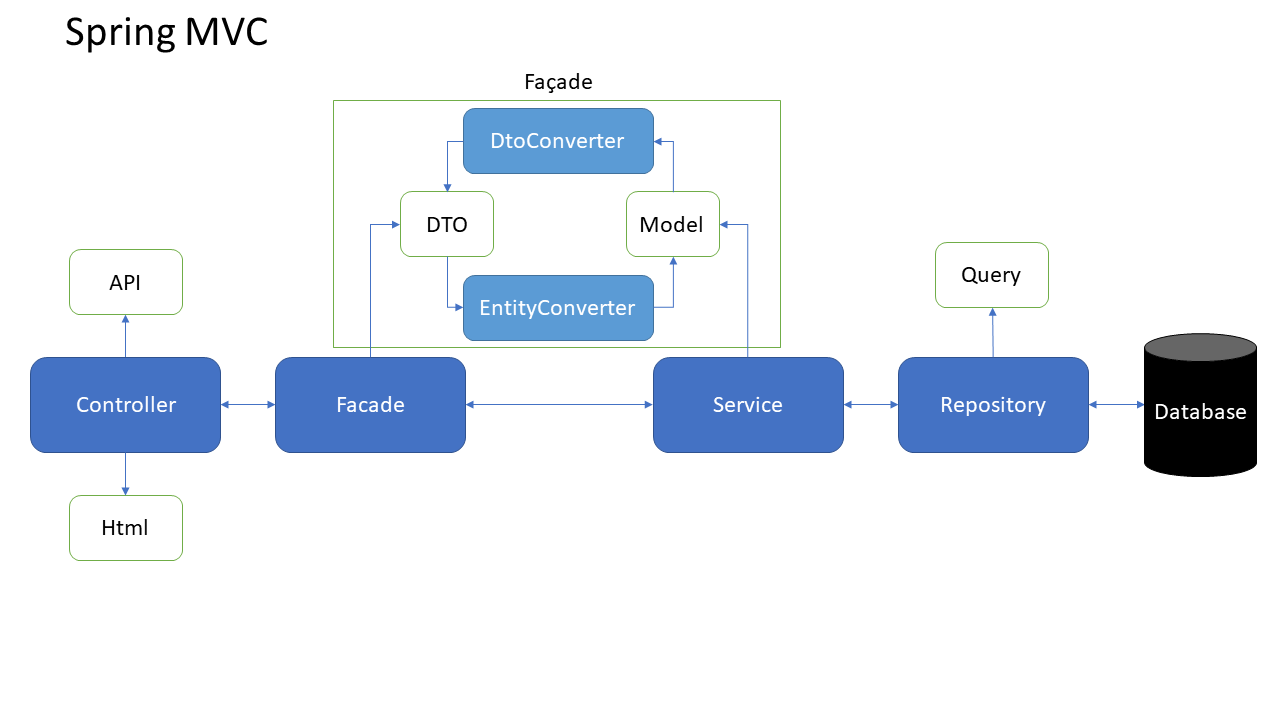 Spring MVC
Façade
DtoConverter
DTO
Model
EntityConverter
API
Query
Controller
Facade
Service
Repository
Database
Html